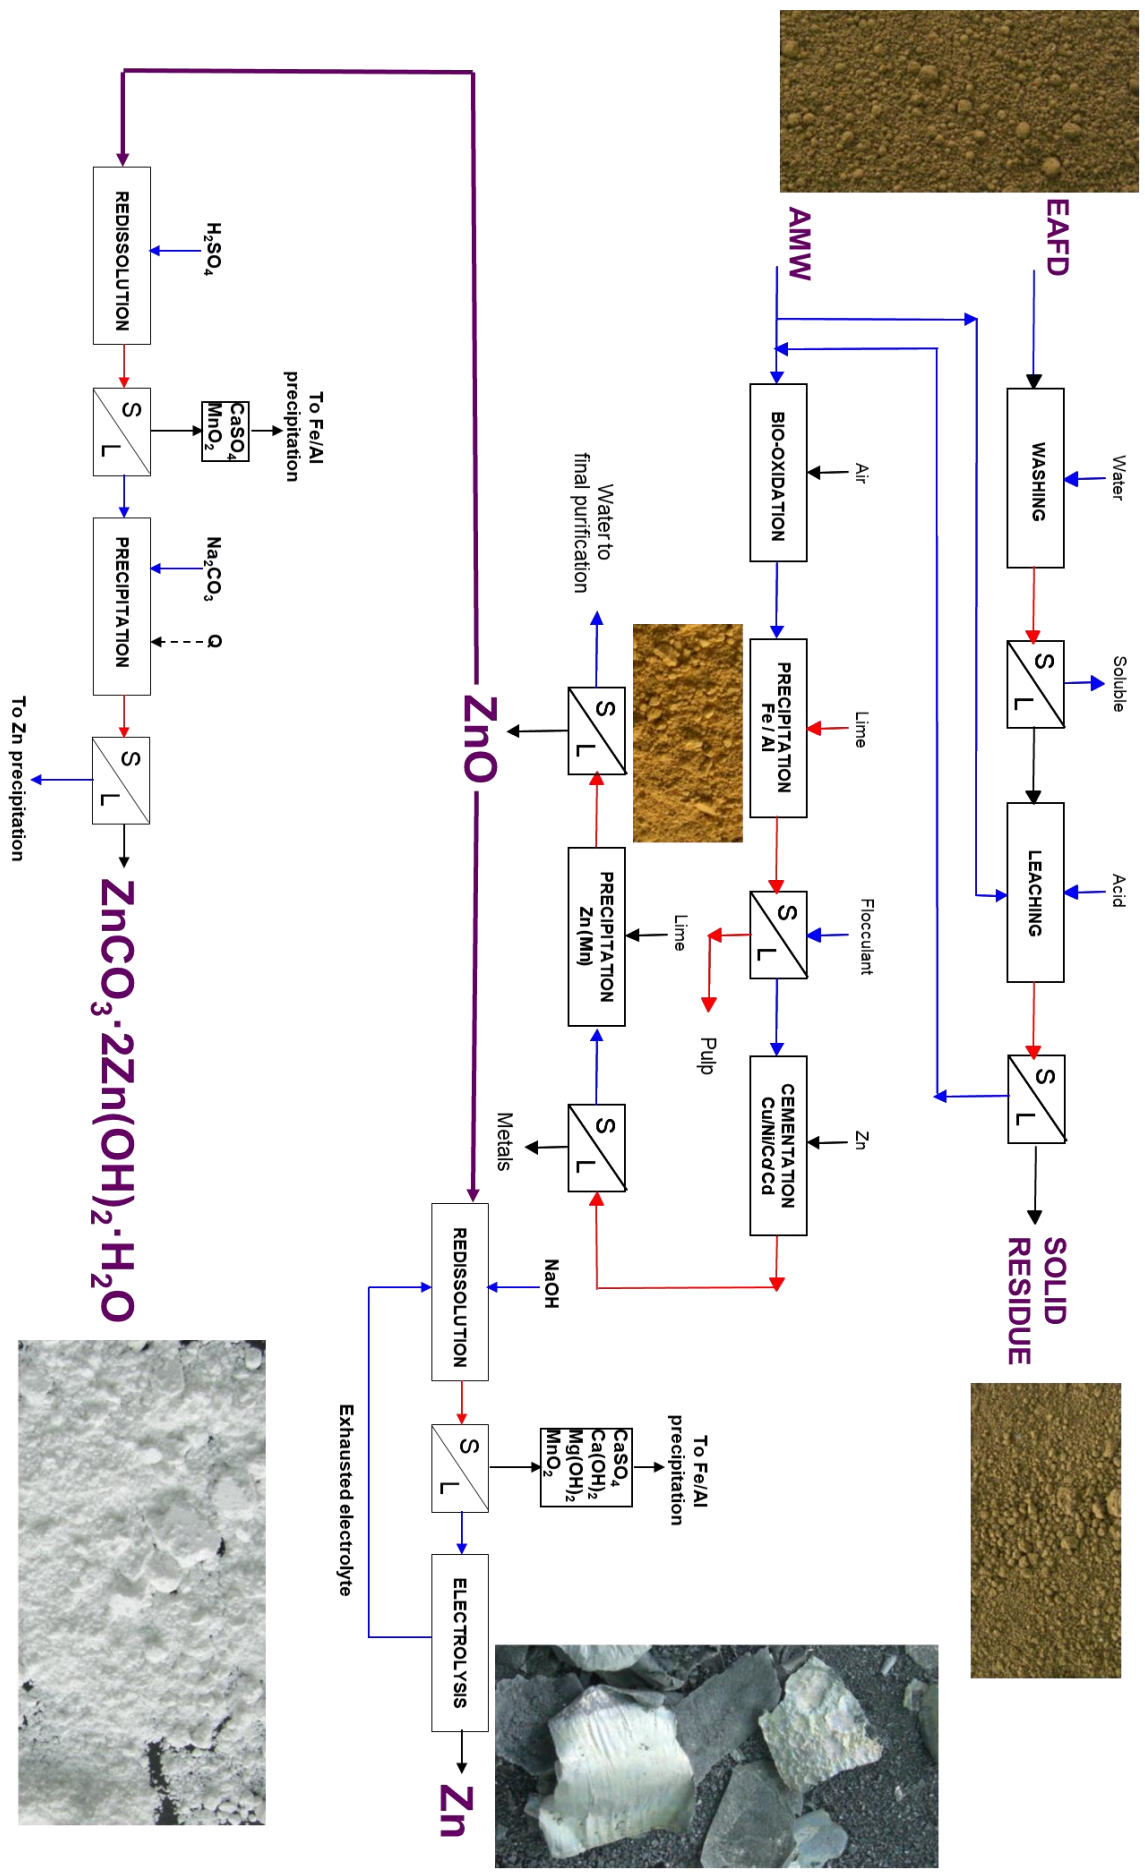 EAFD
Water
WASHING
S
L
Soluble
Acid
LEACHING
S
L
SOLID
RESIDUE
AMW
Air
BIO-OXIDATION
Lime
PRECIPITATION
Fe / Al
Flocculant
S
L
Pulp
Zn
CEMENTATION
Cu/Ni/Co/Cd
S
L
Metals
Lime
PRECIPITATION
Zn (Mn)
S
L
Water to
final purification
ZnO
NaOH
REDISSOLUTION
S
L
CaSO4
Ca(OH)2
Mg(OH)2
MnO2
To Fe/Al
precipitation
ELECTROLYSIS
Exhausted electrolyte
Zn
H2SO4
REDISSOLUTION
S
L
CaSO4
MnO2
To Fe/Al
precipitation
Na2CO3
Q
PRECIPITATION
S
L
To Zn precipitation
ZnCO3·2Zn(OH)2·H2O